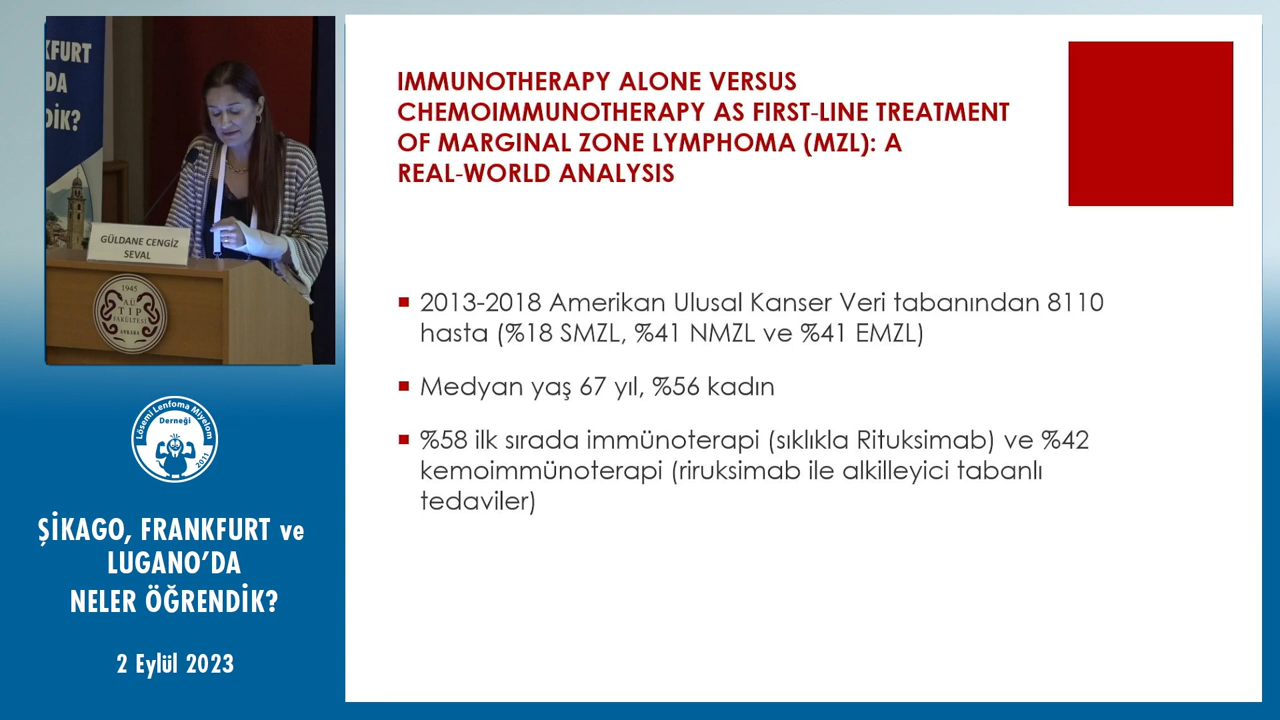 KFURT
DA
DİK?
GÜLDANE CENGİZ
SEVAL
1945
AÜ
TIP
FAKÜLTESİ
ANKARA
Lösemi Lenfoma Miyelom
Derneği
2011
ŞİKAGO, FRANKFURT ve
LUGANO’DA
NELER ÖĞRENDİK?
2 Eylül 2023
IMMUNOTHERAPY ALONE VERSUS
CHEMOIMMUNOTHERAPY AS FIRST-LINE TREATMENT
OF MARGINAL ZONE LYMPHOMA (MZL): A
REAL-WORLD ANALYSIS
2013-2018 Amerikan Ulusal Kanser Veri tabanından 8110
hasta (%18 SMZL, %41 NMZL ve %41 EMZL)
Medyan yaş 67 yıl, %56 kadın
%58 ilk sırada immünoterapi (sıklıkla Rituksimab) ve %42
kemoimmünoterapi (riruksimab ile alkilleyici tabanlı
tedaviler)